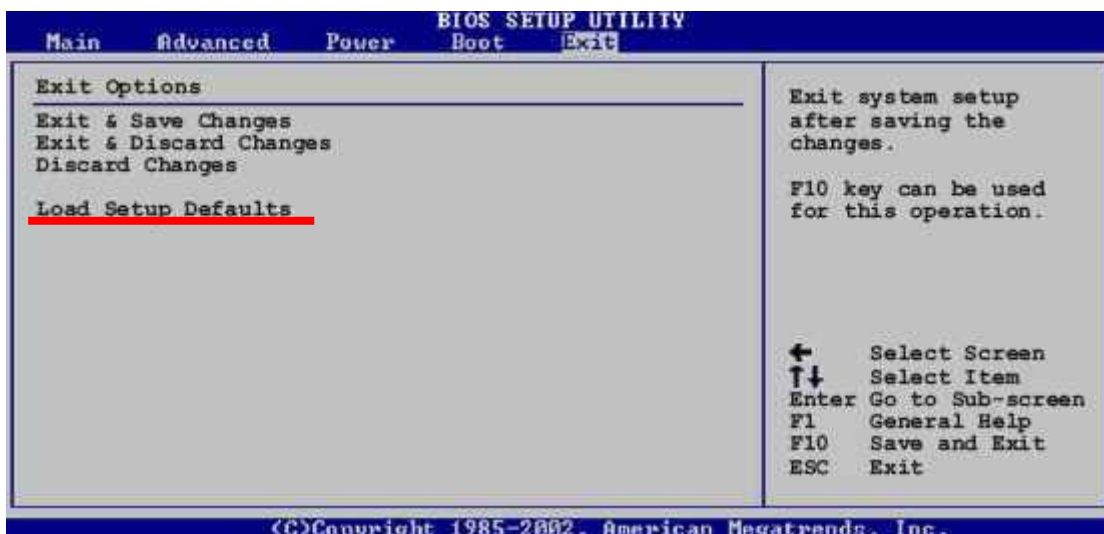 BIOS SETUP UTILITY
Main Advanced Power Boot Exit
Exit Options
Exit & Save Changes
Exit & Discard Changes
Discard Changes
Load Setup Defaults
Exit system setup
after saving the
changes.
F10 key can be used
for this operation.
← Select Screen
↑↓ Select Item
Enter Go to Sub-screen
F1 General Help
F10 Save and Exit
ESC Exit
(C)Copyright 1985-2002, American Megatrends, Inc.